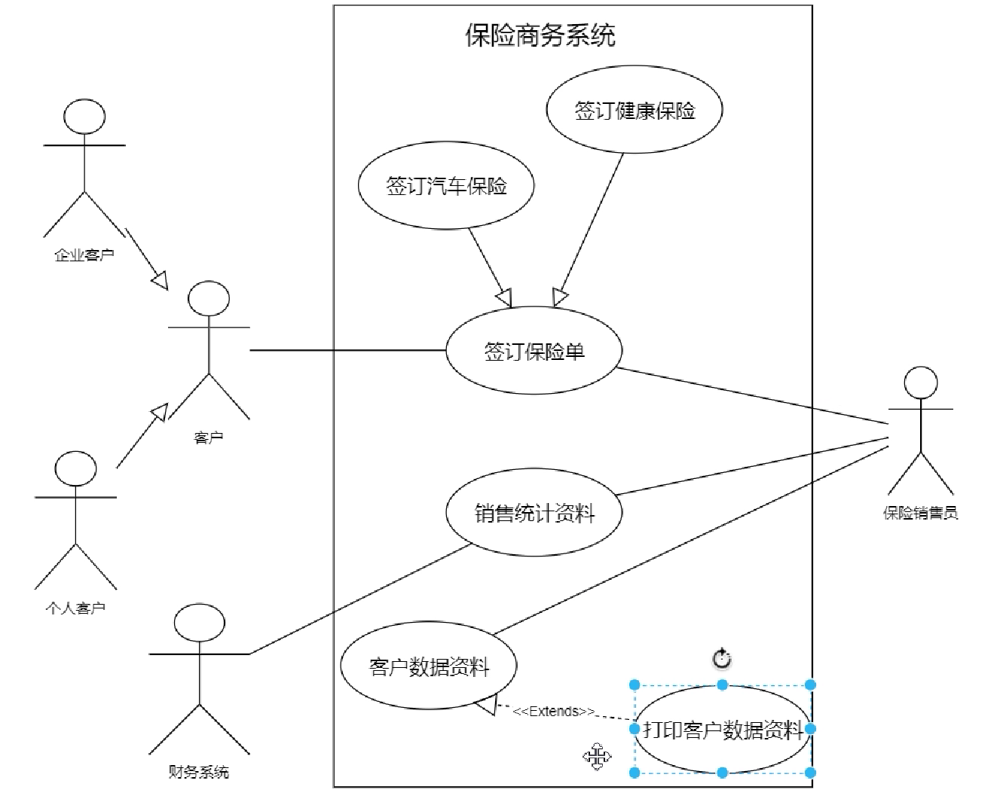 保险商务系统
签订健康保险
签订汽车保险
企业客户
签订保险单
客户
销售统计资料
保险销售员
个人客户
客户数据资料
<<Extends>>
打印客户数据资料
财务系统